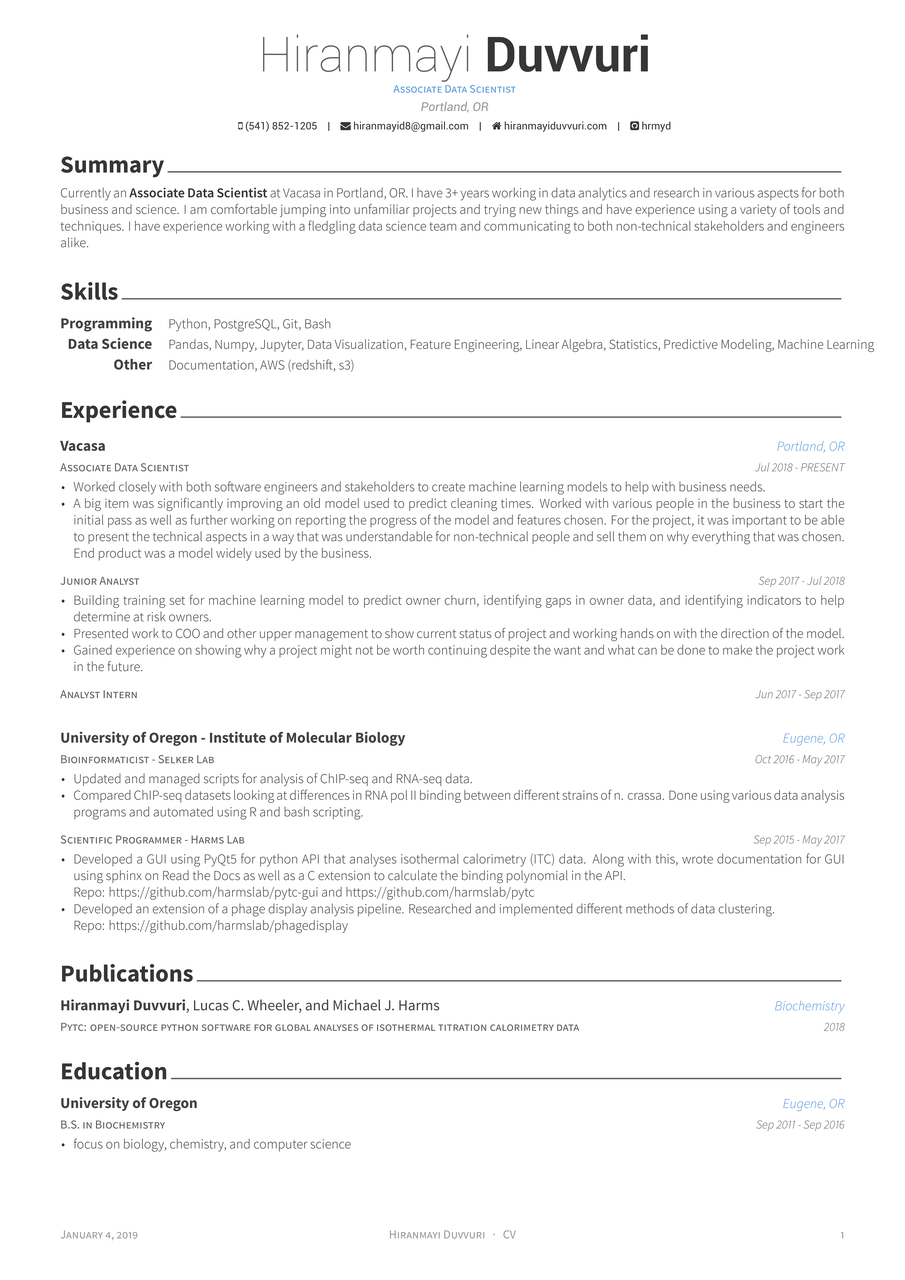 Hiranmayi Duvvuri
Associate Data Scientist
Portland, OR
(541) 852-1205 | hiranmayid8@gmail.com | hiranmayiduvvuri.com | hrmyd
Summary
Currently an Associate Data Scientist at Vacasa in Portland, OR. I have 3+ years working in data analytics and research in various aspects for both
business and science. I am comfortable jumping into unfamiliar projects and trying new things and have experience using a variety of tools and
techniques. I have experience working with a fledgling data science team and communicating to both non-technical stakeholders and engineers
alike.
Skills
Programming Python, PostgreSQL, Git, Bash
Data Science Pandas, Numpy, Jupyter, Data Visualization, Feature Engineering, Linear Algebra, Statistics, Predictive Modeling, Machine Learning
Other Documentation, AWS (redshift, s3)
Experience
Vacasa Portland, OR
Associate Data Scientist Jul 2018 - PRESENT
• Worked closely with both software engineers and stakeholders to create machine learning models to help with business needs.
• A big item was significantly improving an old model used to predict cleaning times. Worked with various people in the business to start the
initial pass as well as further working on reporting the progress of the model and features chosen. For the project, it was important to be able
to present the technical aspects in a way that was understandable for non-technical people and sell them on why everything that was chosen.
End product was a model widely used by the business.
Junior Analyst Sep 2017 - Jul 2018
• Building training set for machine learning model to predict owner churn, identifying gaps in owner data, and identifying indicators to help
determine at risk owners.
• Presented work to COO and other upper management to show current status of project and working hands on with the direction of the model.
• Gained experience on showing why a project might not be worth continuing despite the want and what can be done to make the project work
in the future.
Analyst Intern Jun 2017 - Sep 2017
University of Oregon - Institute of Molecular Biology Eugene, OR
Bioinformaticist - Selker Lab Oct 2016 - May 2017
• Updated and managed scripts for analysis of ChIP-seq and RNA-seq data.
• Compared ChIP-seq datasets looking at differences in RNA pol II binding between different strains of n. crassa. Done using various data analysis
programs and automated using R and bash scripting.
Scientific Programmer - Harms Lab Sep 2015 - May 2017
• Developed a GUI using PyQt5 for python API that analyses isothermal calorimetry (ITC) data. Along with this, wrote documentation for GUI
using sphinx on Read the Docs as well as a C extension to calculate the binding polynomial in the API.
Repo: https://github.com/harmslab/pytc-gui and https://github.com/harmslab/pytc
• Developed an extension of a phage display analysis pipeline. Researched and implemented different methods of data clustering.
Repo: https://github.com/harmslab/phagedisplay
Publications
Hiranmayi Duvvuri, Lucas C. Wheeler, and Michael J. Harms Biochemistry
Pytc: open-source python software for global analyses of isothermal titration calorimetry data 2018
Education
University of Oregon Eugene, OR
B.S. in Biochemistry Sep 2011 - Sep 2016
• focus on biology, chemistry, and computer science
January 4, 2019 Hiranmayi Duvvuri · CV 1